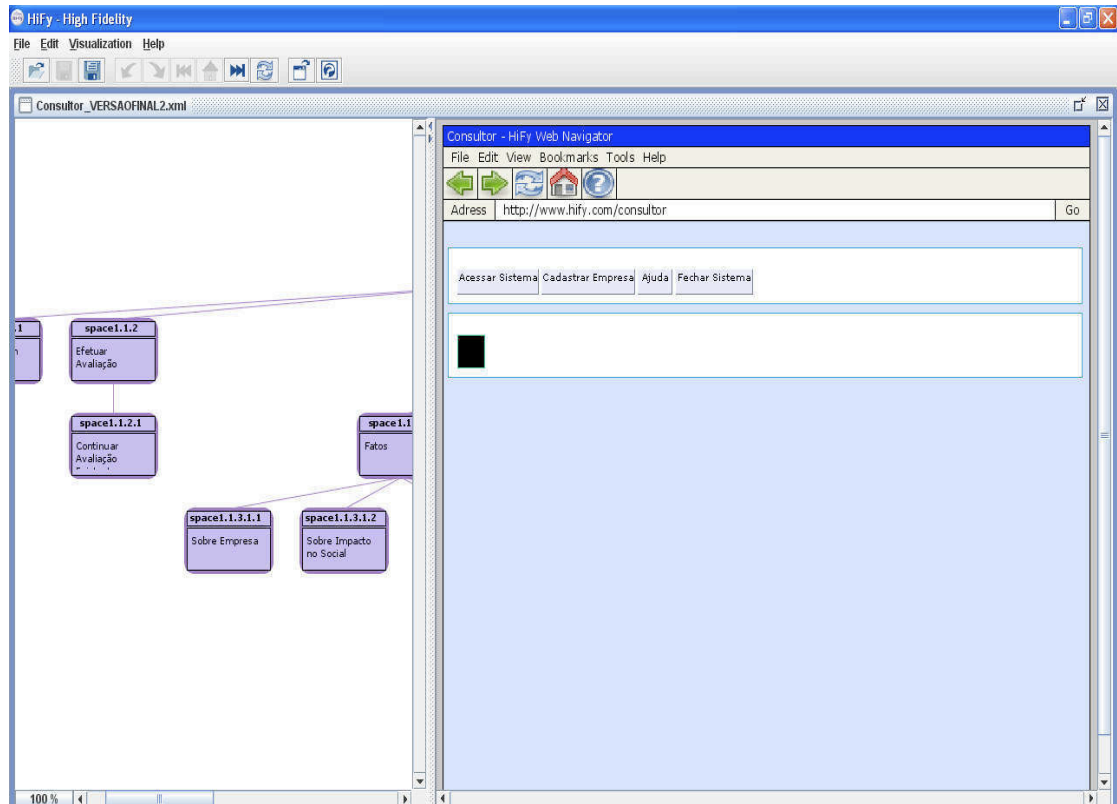 HiFy - High Fidelity
File Edit Visualization Help
Consultor_VERSAOFINAL2.xml
.1
space1.1.2
Efetuar
Avaliação
space1.1.2.1
Continuar
Avaliação
space1.1
Fatos
space1.1.3.1.1
Sobre Empresa
space1.1.3.1.2
Sobre Impacto
no Social
100 %
Consultor - HiFy Web Navigator
File Edit View Bookmarks Tools Help
Adress http://www.hify.com/consultor Go
Acessar Sistema Cadastrar Empresa Ajuda Fechar Sistema